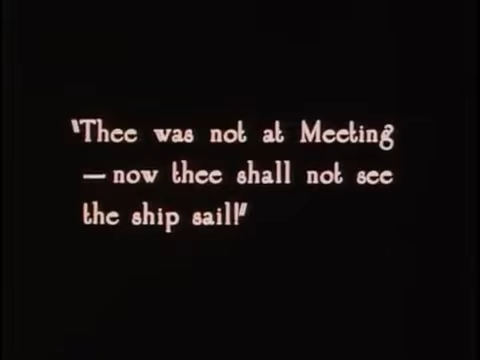 "Thee was not at Meeting
— now thee shall not see
the ship sail!"